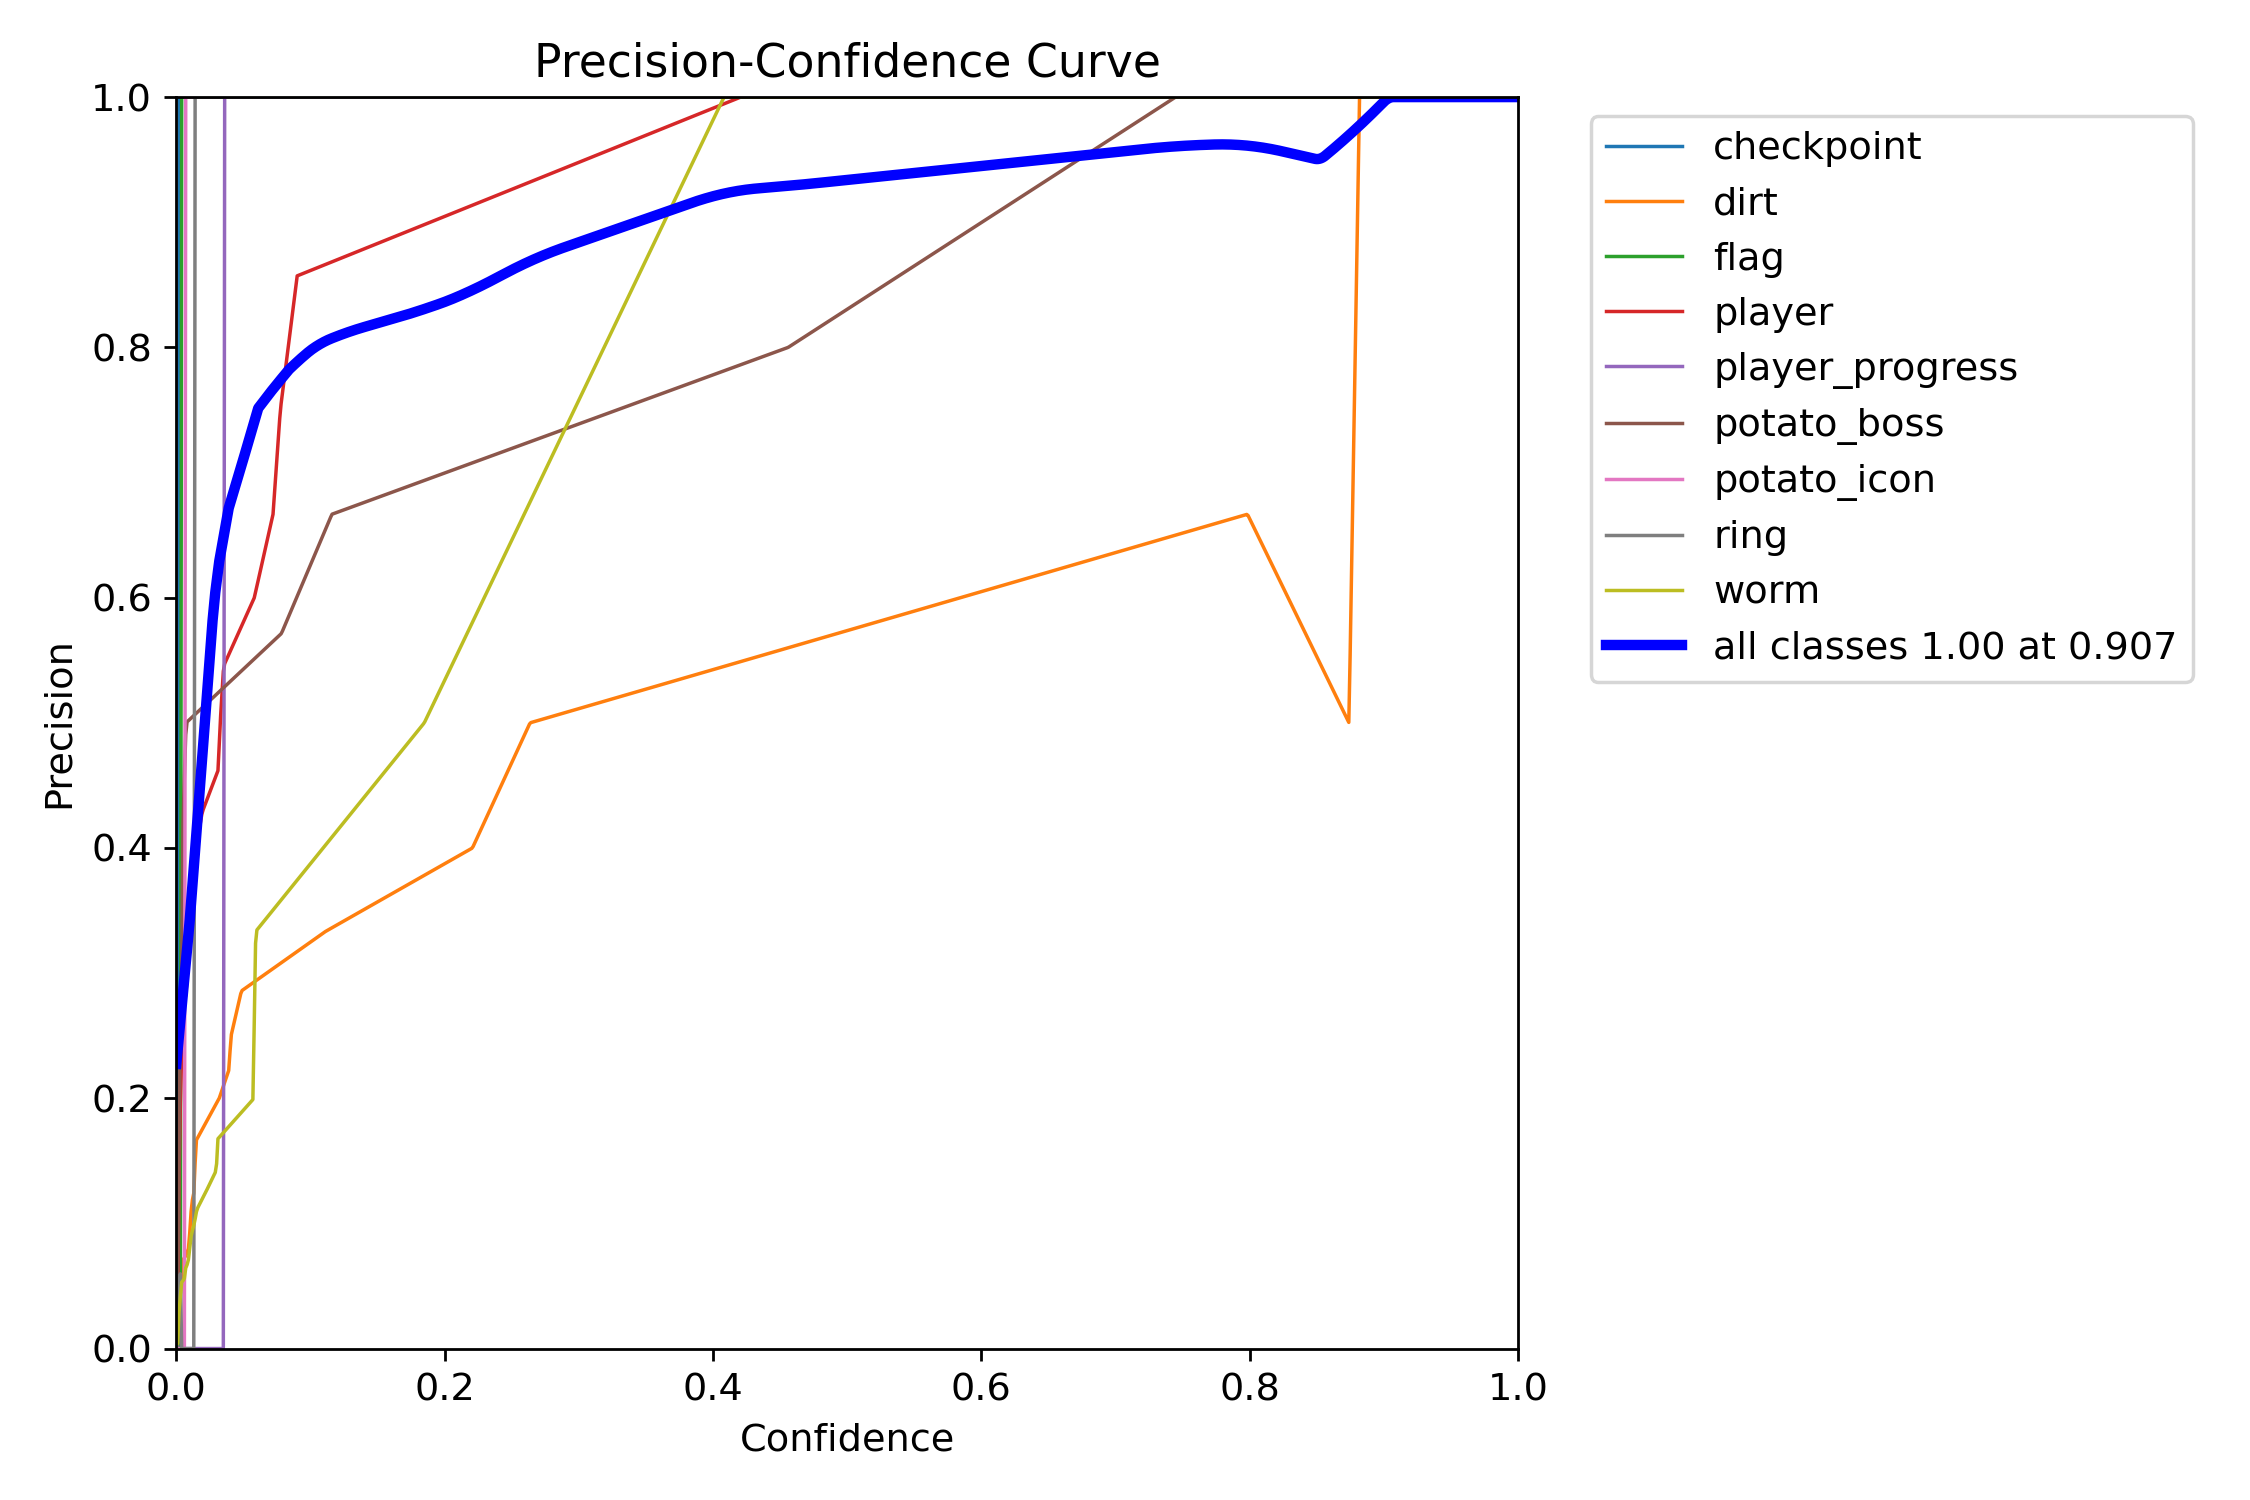 Precision-Confidence Curve
1.0
0.8
0.6
0.4
0.2
0.0
Precision
0.0 0.2 0.4 0.6 0.8 1.0
Confidence
checkpoint
dirt
flag
player
player_progress
potato_boss
potato_icon
ring
worm
all classes 1.00 at 0.907